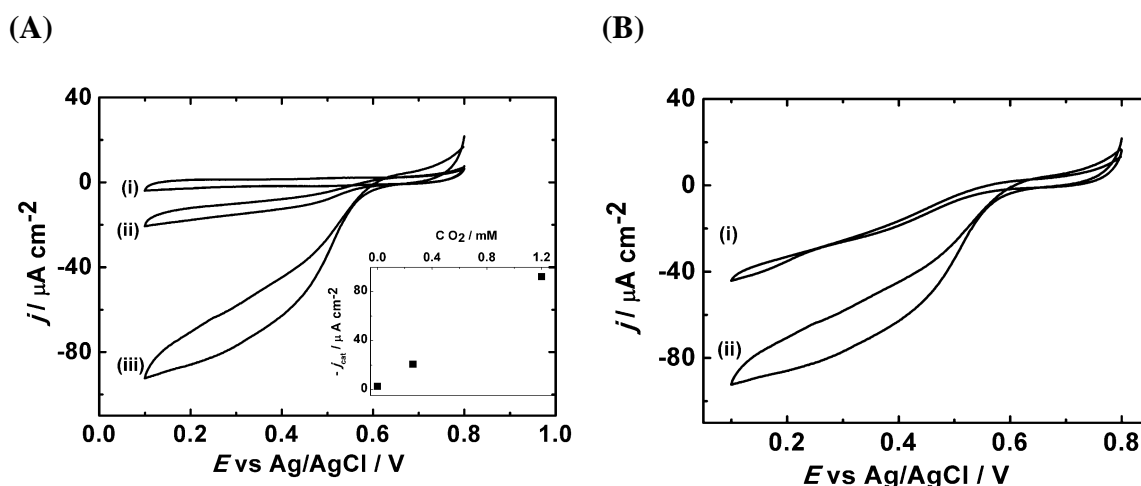 (A)
40
0
-40
-80
j / μA cm-2
(i)
(ii)
(iii)
0.0 0.2 0.4 0.6 0.8 1.0
E vs Ag/AgCl / V
C O2 / mM
0.0 0.4 0.8 1.2
80
40
0
- jcat / μ A cm-2
(B)
40
0
-40
-80
j / μA cm-2
(i)
(ii)
0.2 0.4 0.6 0.8
E vs Ag/AgCl / V